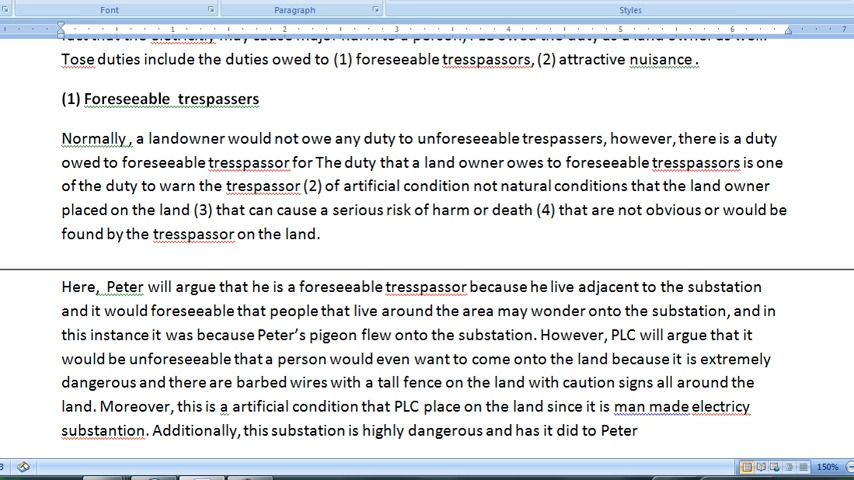 Font
Paragraph
Styles
1
2
3
4
5
6
7
Tose duties include the duties owed to (1) foreseeable tresspassors, (2) attractive nuisance .
(1) Foreseeable trespassers
Normally , a landowner would not owe any duty to unforeseeable trespassers, however, there is a duty
owed to foreseeable tresspassor for The duty that a land owner owes to foreseeable tresspassors is one
of the duty to warn the trespassor (2) of artificial condition not natural conditions that the land owner
placed on the land (3) that can cause a serious risk of harm or death (4) that are not obvious or would be
found by the tresspassor on the land.
Here, Peter will argue that he is a foreseeable tresspassor because he live adjacent to the substation
and it would foreseeable that people that live around the area may wonder onto the substation, and in
this instance it was because Peter's pigeon flew onto the substation. However, PLC will argue that it
would be unforeseeable that a person would even want to come onto the land because it is extremely
dangerous and there are barbed wires with a tall fence on the land with caution signs all around the
land. Moreover, this is a artificial condition that PLC place on the land since it is man made electricy
substantion. Additionally, this substation is highly dangerous and has it did to Peter
150%